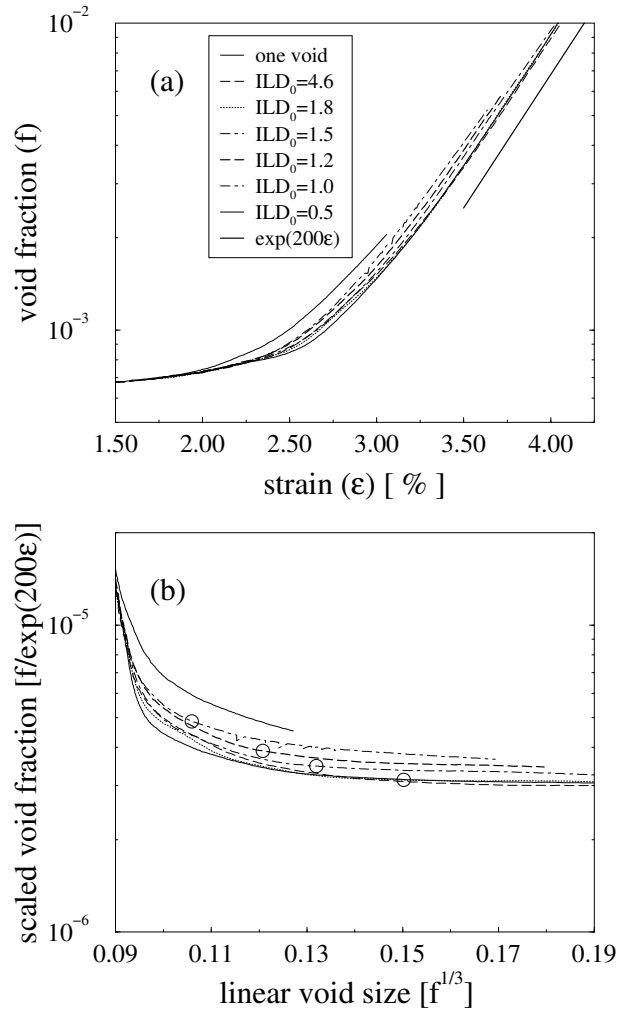 10⁻²
(a)
one void
ILD₀=4.6
ILD₀=1.8
ILD₀=1.5
ILD₀=1.2
ILD₀=1.0
ILD₀=0.5
exp(200ε)
void fraction (f)
10⁻³
1.50 2.00 2.50 3.00 3.50 4.00
strain (ε) [ % ]
(b)
scaled void fraction [f/exp(200ε)]
10⁻⁵
10⁻⁶
0.09 0.11 0.13 0.15 0.17 0.19
linear void size [f^1/3]